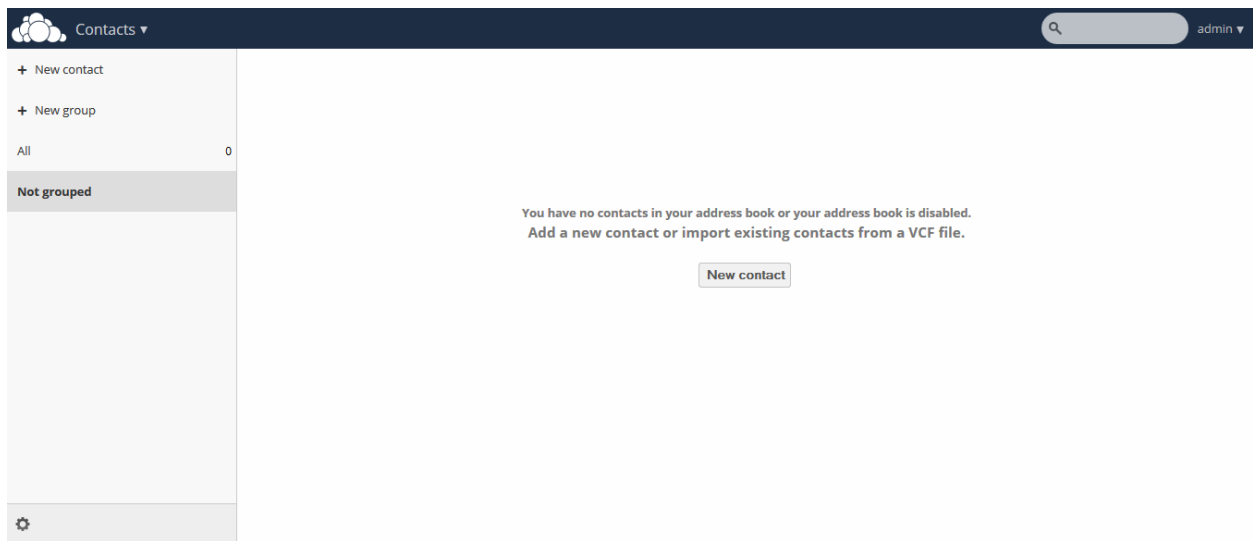 Contacts ▾
admin ▾
+ New contact
+ New group
All 0
Not grouped
You have no contacts in your address book or your address book is disabled.
Add a new contact or import existing contacts from a VCF file.
New contact